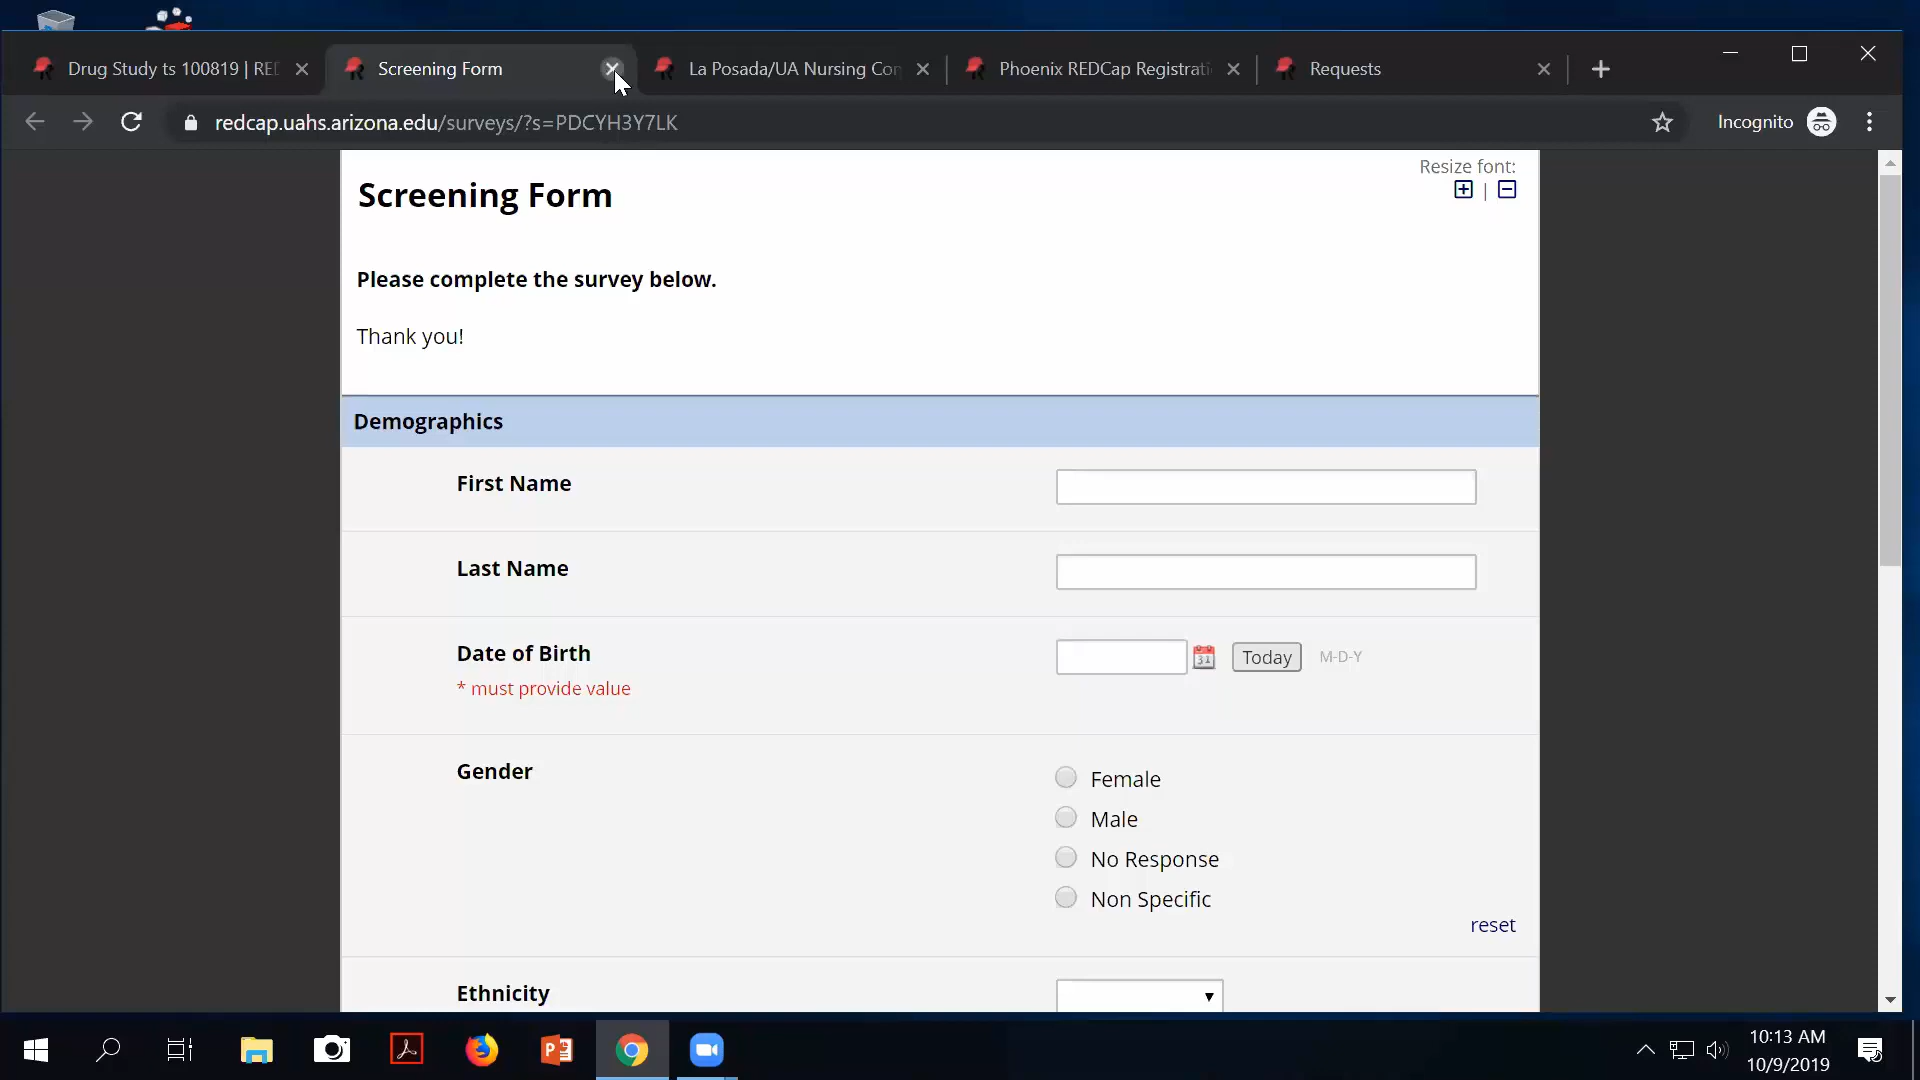 Drug Study ts 100819 | RED
Screening Form
La Posada/UA Nursing Con
Phoenix REDCap Registrati
Requests
redcap.uahs.arizona.edu/surveys/?s=PDCYH3Y7LK
Incognito
Resize font:
+ | −
Screening Form
Please complete the survey below.
Thank you!
Demographics
First Name
Last Name
Date of Birth
31
Today
M-D-Y
* must provide value
Gender
Female
Male
No Response
Non Specific
reset
Ethnicity
10:13 AM
10/9/2019